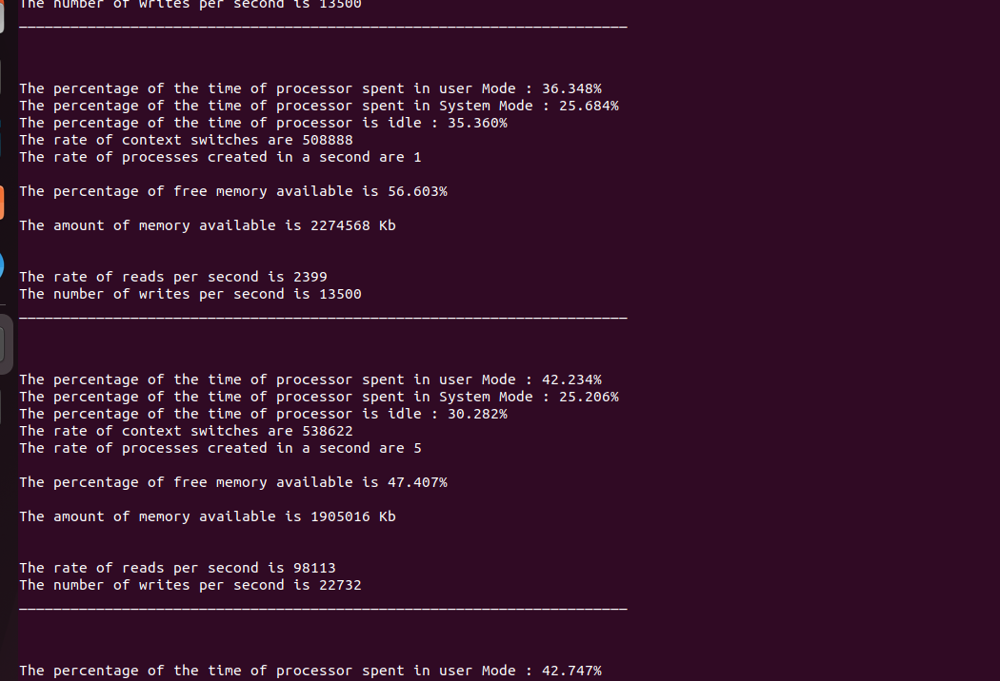 The number of writes per second is 13500
_______________________________________________________________________
The percentage of the time of processor spent in user Mode : 36.348%
The percentage of the time of processor spent in System Mode : 25.684%
The percentage of the time of processor is idle : 35.360%
The rate of context switches are 508888
The rate of processes created in a second are 1
The percentage of free memory available is 56.603%
The amount of memory available is 2274568 Kb
The rate of reads per second is 2399
The number of writes per second is 13500
_______________________________________________________________________
The percentage of the time of processor spent in user Mode : 42.234%
The percentage of the time of processor spent in System Mode : 25.206%
The percentage of the time of processor is idle : 30.282%
The rate of context switches are 538622
The rate of processes created in a second are 5
The percentage of free memory available is 47.407%
The amount of memory available is 1905016 Kb
The rate of reads per second is 98113
The number of writes per second is 22732
_______________________________________________________________________
The percentage of the time of processor spent in user Mode : 42.747%